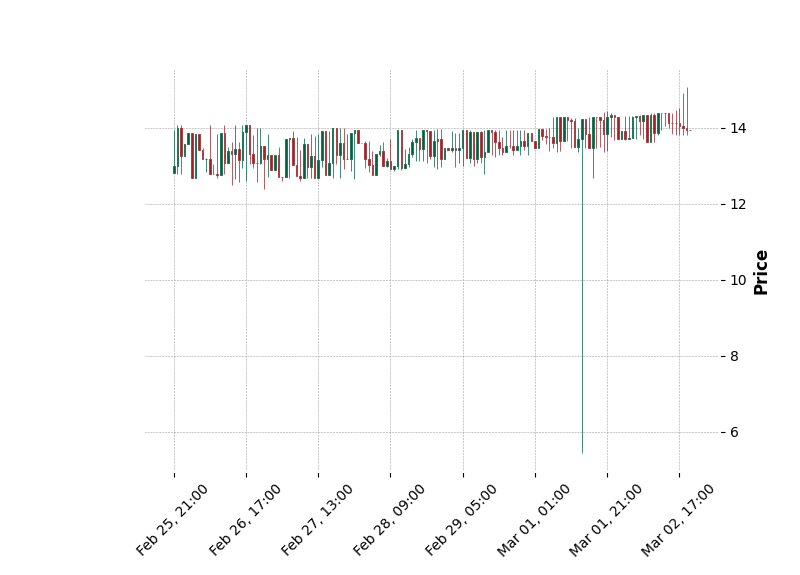 14
12
10
8
6
Price
Feb 25, 21:00
Feb 26, 17:00
Feb 27, 13:00
Feb 28, 09:00
Feb 29, 05:00
Mar 01, 01:00
Mar 01, 21:00
Mar 02, 17:00